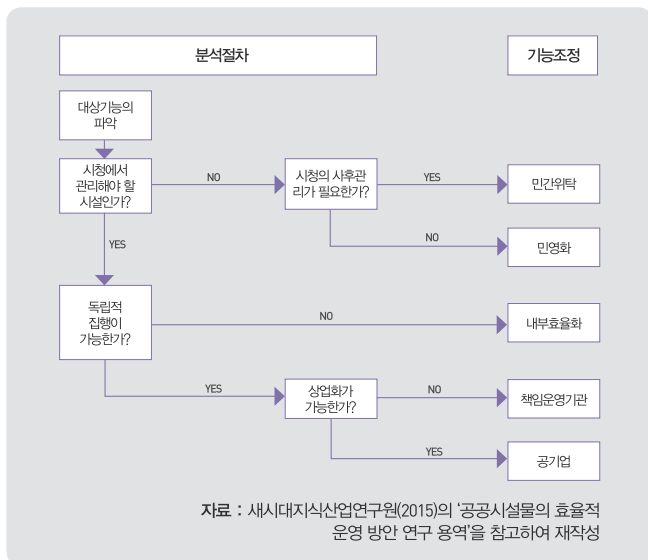 분석절차
기능조정
대상기능의
파악
시청에서
관리해야 할
시설인가?
NO
시청의 사후관
리가 필요한가?
YES
민간위탁
NO
민영화
YES
독립적
집행이
가능한가?
NO
내부효율화
YES
상업화가
가능한가?
NO
책임운영기관
YES
공기업
자료 : 새시대지식산업연구원(2015)의 ‘공공시설물의 효율적
운영 방안 연구 용역’을 참고하여 재작성